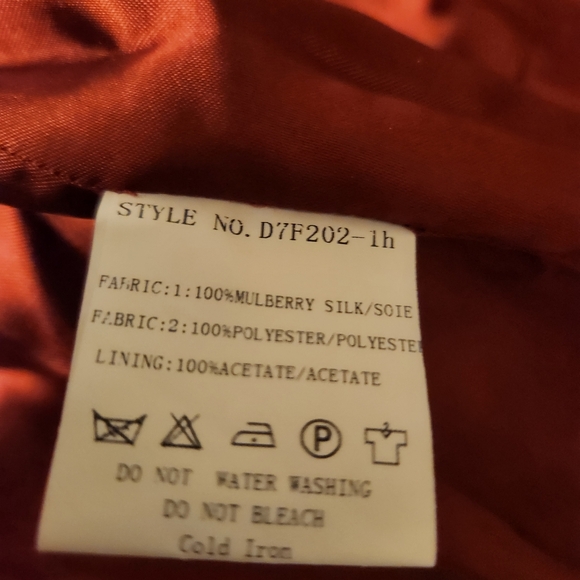 STYLE NO. D7F202-1h
FABRIC:1:100%MULBERRY SILK/SOIE
FABRIC:2:100%POLYESTER/POLYESTER
LINING:100%ACETATE/ACETATE
P
DO NOT WATER WASHING
DO NOT BLEACH
Cold Iron